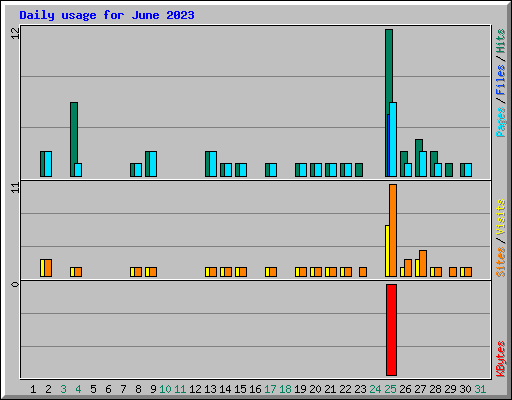 Daily usage for June 2023
12
11
0
Pages / Files / Hits
Sites / Visits
KBytes
1 2 3 4 5 6 7 8 9 10 11 12 13 14 15 16 17 18 19 20 21 22 23 24 25 26 27 28 29 30 31